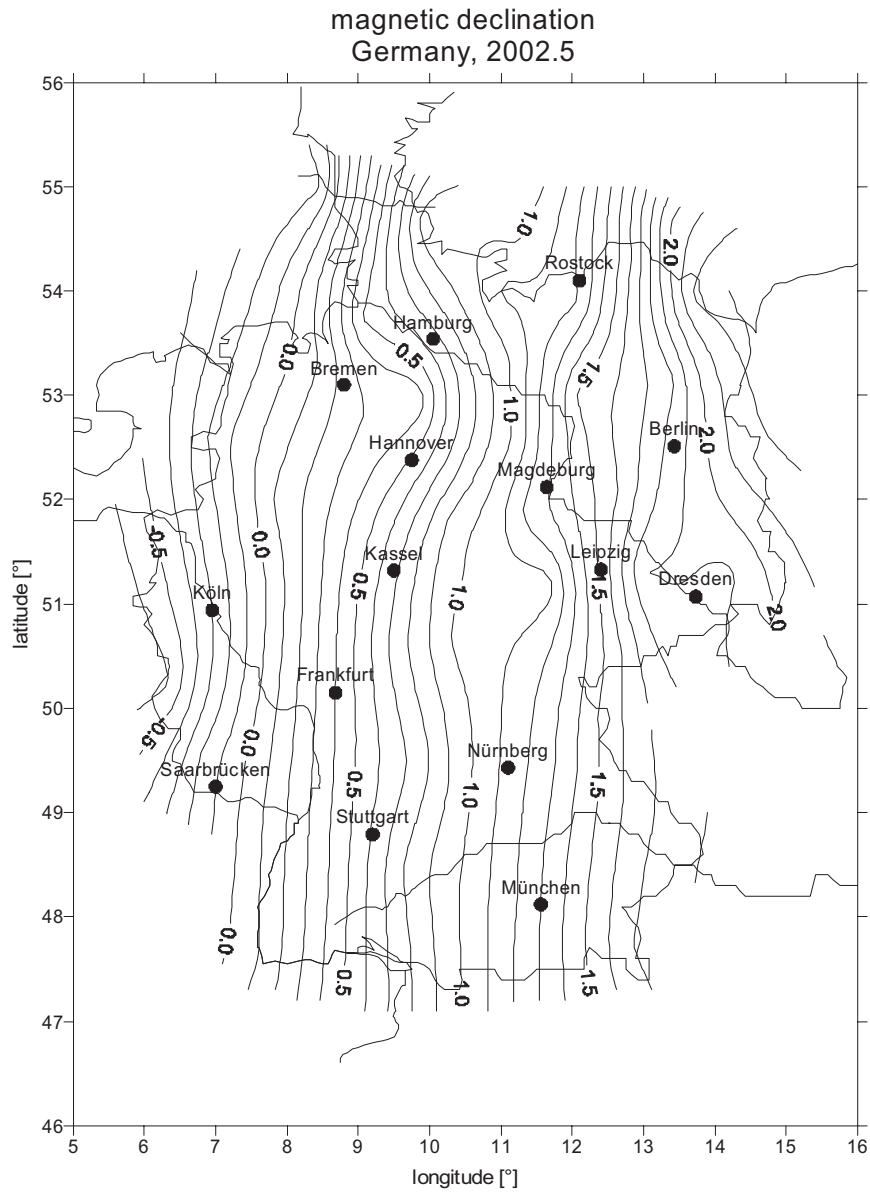 magnetic declination
Germany, 2002.5
56
55
54
53
52
51
50
49
48
47
46
latitude [°]
1.0
2.0
Rostock
Hamburg
0.0
0.5
Bremen
1.5
1.0
Berlin
2.0
Hannover
Magdeburg
-0.5
0.0
Kassel
Leipzig
0.5
1.0
1.5
Dresden
Köln
2.0
Frankfurt
-0.5
0.0
Nürnberg
Saarbrücken
0.5
1.0
1.5
Stuttgart
München
0.0
0.5
1.0
1.5
5 6 7 8 9 10 11 12 13 14 15 16
longitude [°]